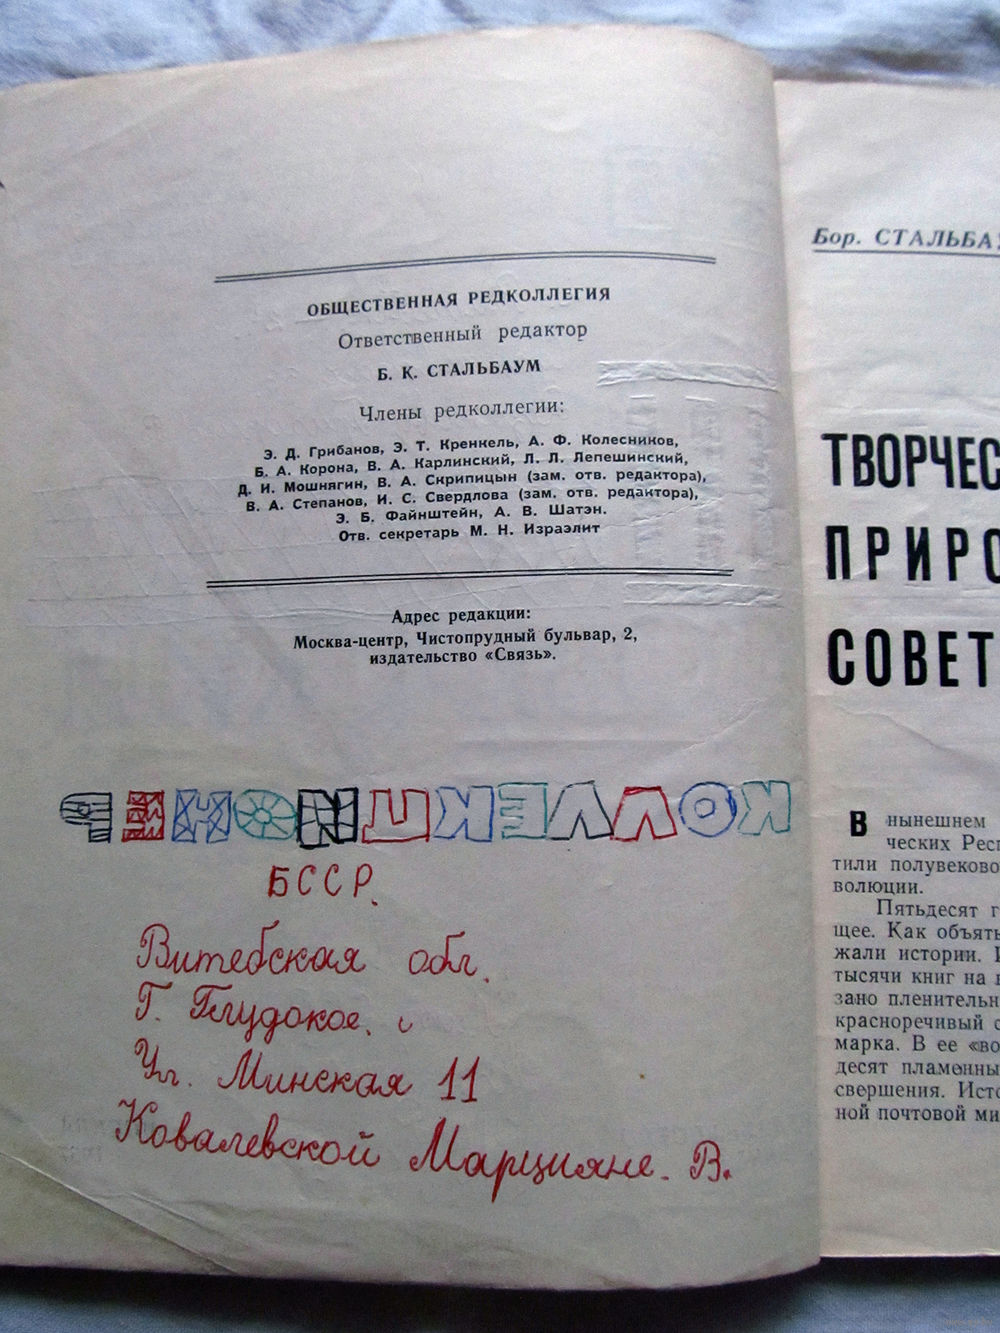 ОБЩЕСТВЕННАЯ РЕДКОЛЛЕГИЯ
Ответственный редактор
Б. К. СТАЛЬБАУМ
Члены редколлегии:
Э. Д. Грибанов, Э. Т. Кренкель, А. Ф. Колесников,
Б. А. Корона, В. А. Карлинский, Л. Л. Лепешинский,
Д. И. Мошнягин, В. А. Скрипицын (зам. отв. редактора),
В. А. Степанов, И. С. Свердлова (зам. отв. редактора),
Э. Б. Файнштейн, А. В. Шатэн.
Отв. секретарь М. Н. Израэлит
Адрес редакции:
Москва-центр, Чистопрудный бульвар, 2,
издательство «Связь».
КОЛЛЕКЦИОНЕР
БССР.
Витебская обл.
Г. Глубокое.
Ул. Минская 11
Ковалевской Марцияне. В.
Бор. СТАЛЬБАУ
ТВОРЧЕС
ПРИРО
СОВЕТ
В нынешнем
ческих Респ
тили полувеково
волюции.
Пятьдесят г
щее. Как объять
жали истории. И
тысячи книг на п
зано пленительн
красноречивый с
марка. В ее «во
десят пламенны
свершения. Исто
ной почтовой ми